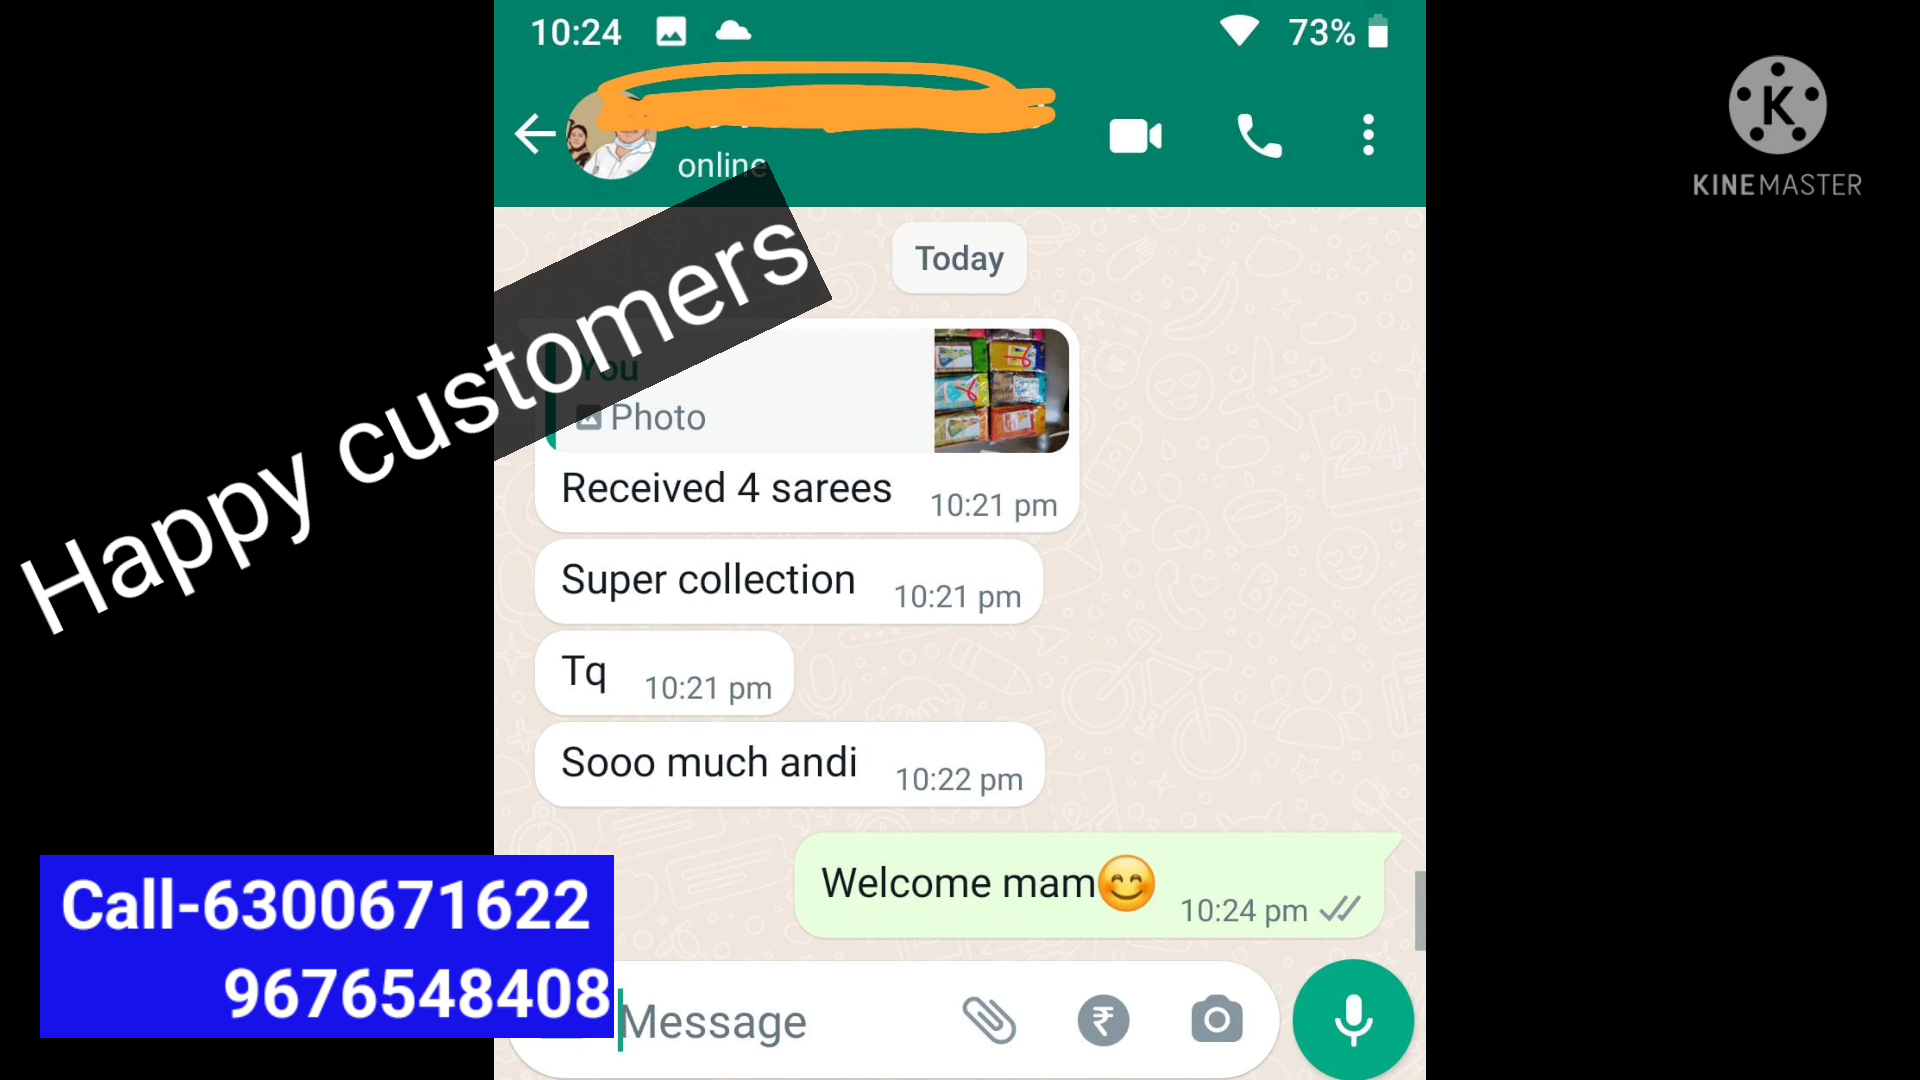 10:24
73%
KINEMASTER
online
Happy customers
Today
You
Photo
Received 4 sarees 10:21 pm
Super collection 10:21 pm
Tq 10:21 pm
Sooo much andi 10:22 pm
Welcome mam😊 10:24 pm
Call-6300671622
9676548408
Message